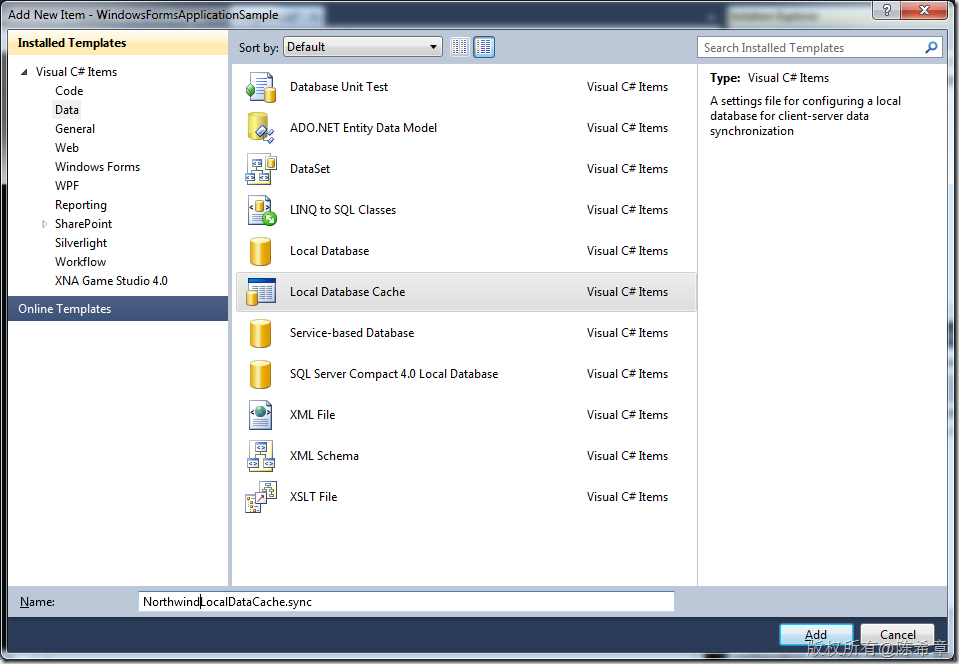 Add New Item - WindowsFormsApplicationSample
Installed Templates
Sort by: Default
Search Installed Templates
Visual C# Items
Code
Data
General
Web
Windows Forms
WPF
Reporting
SharePoint
Silverlight
Workflow
XNA Game Studio 4.0
Online Templates
Database Unit Test Visual C# Items
ADO.NET Entity Data Model Visual C# Items
DataSet Visual C# Items
LINQ to SQL Classes Visual C# Items
Local Database Visual C# Items
Local Database Cache Visual C# Items
Service-based Database Visual C# Items
SQL Server Compact 4.0 Local Database Visual C# Items
XML File Visual C# Items
XML Schema Visual C# Items
XSLT File Visual C# Items
Type: Visual C# Items
A settings file for configuring a local
database for client-server data
synchronization
Name: NorthwindLocalDataCache.sync
Add Cancel
版权所有@陈希章